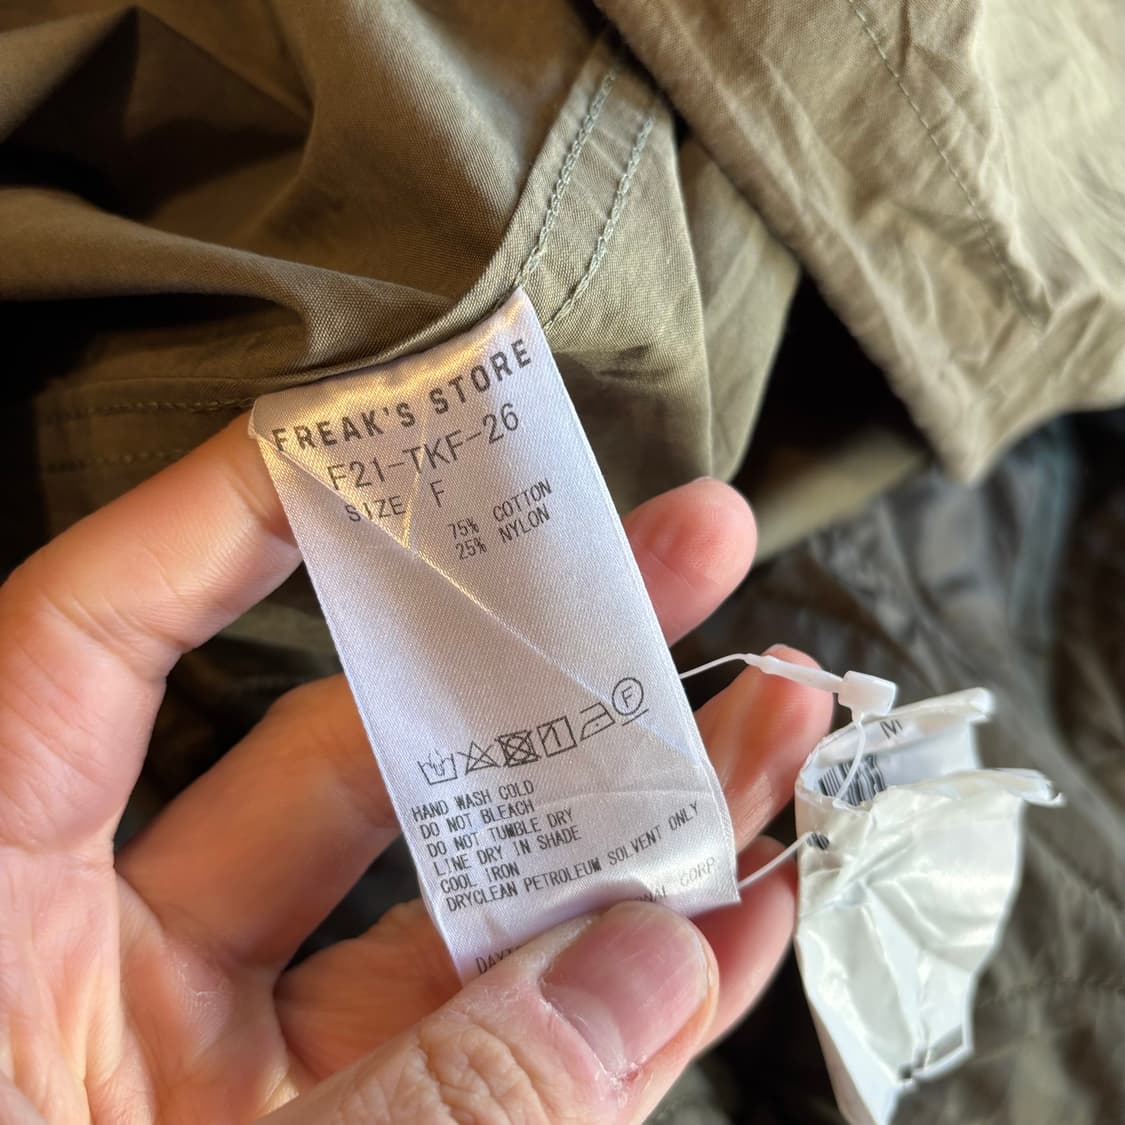 FREAK'S STORE
F21-TKF-26
SIZE F
75% COTTON
25% NYLON
F
HAND WASH COLD
DO NOT BLEACH
DO NOT TUMBLE DRY
LINE DRY IN SHADE
COOL IRON
DRYCLEAN PETROLEUM SOLVENT ONLY
CORP.
M